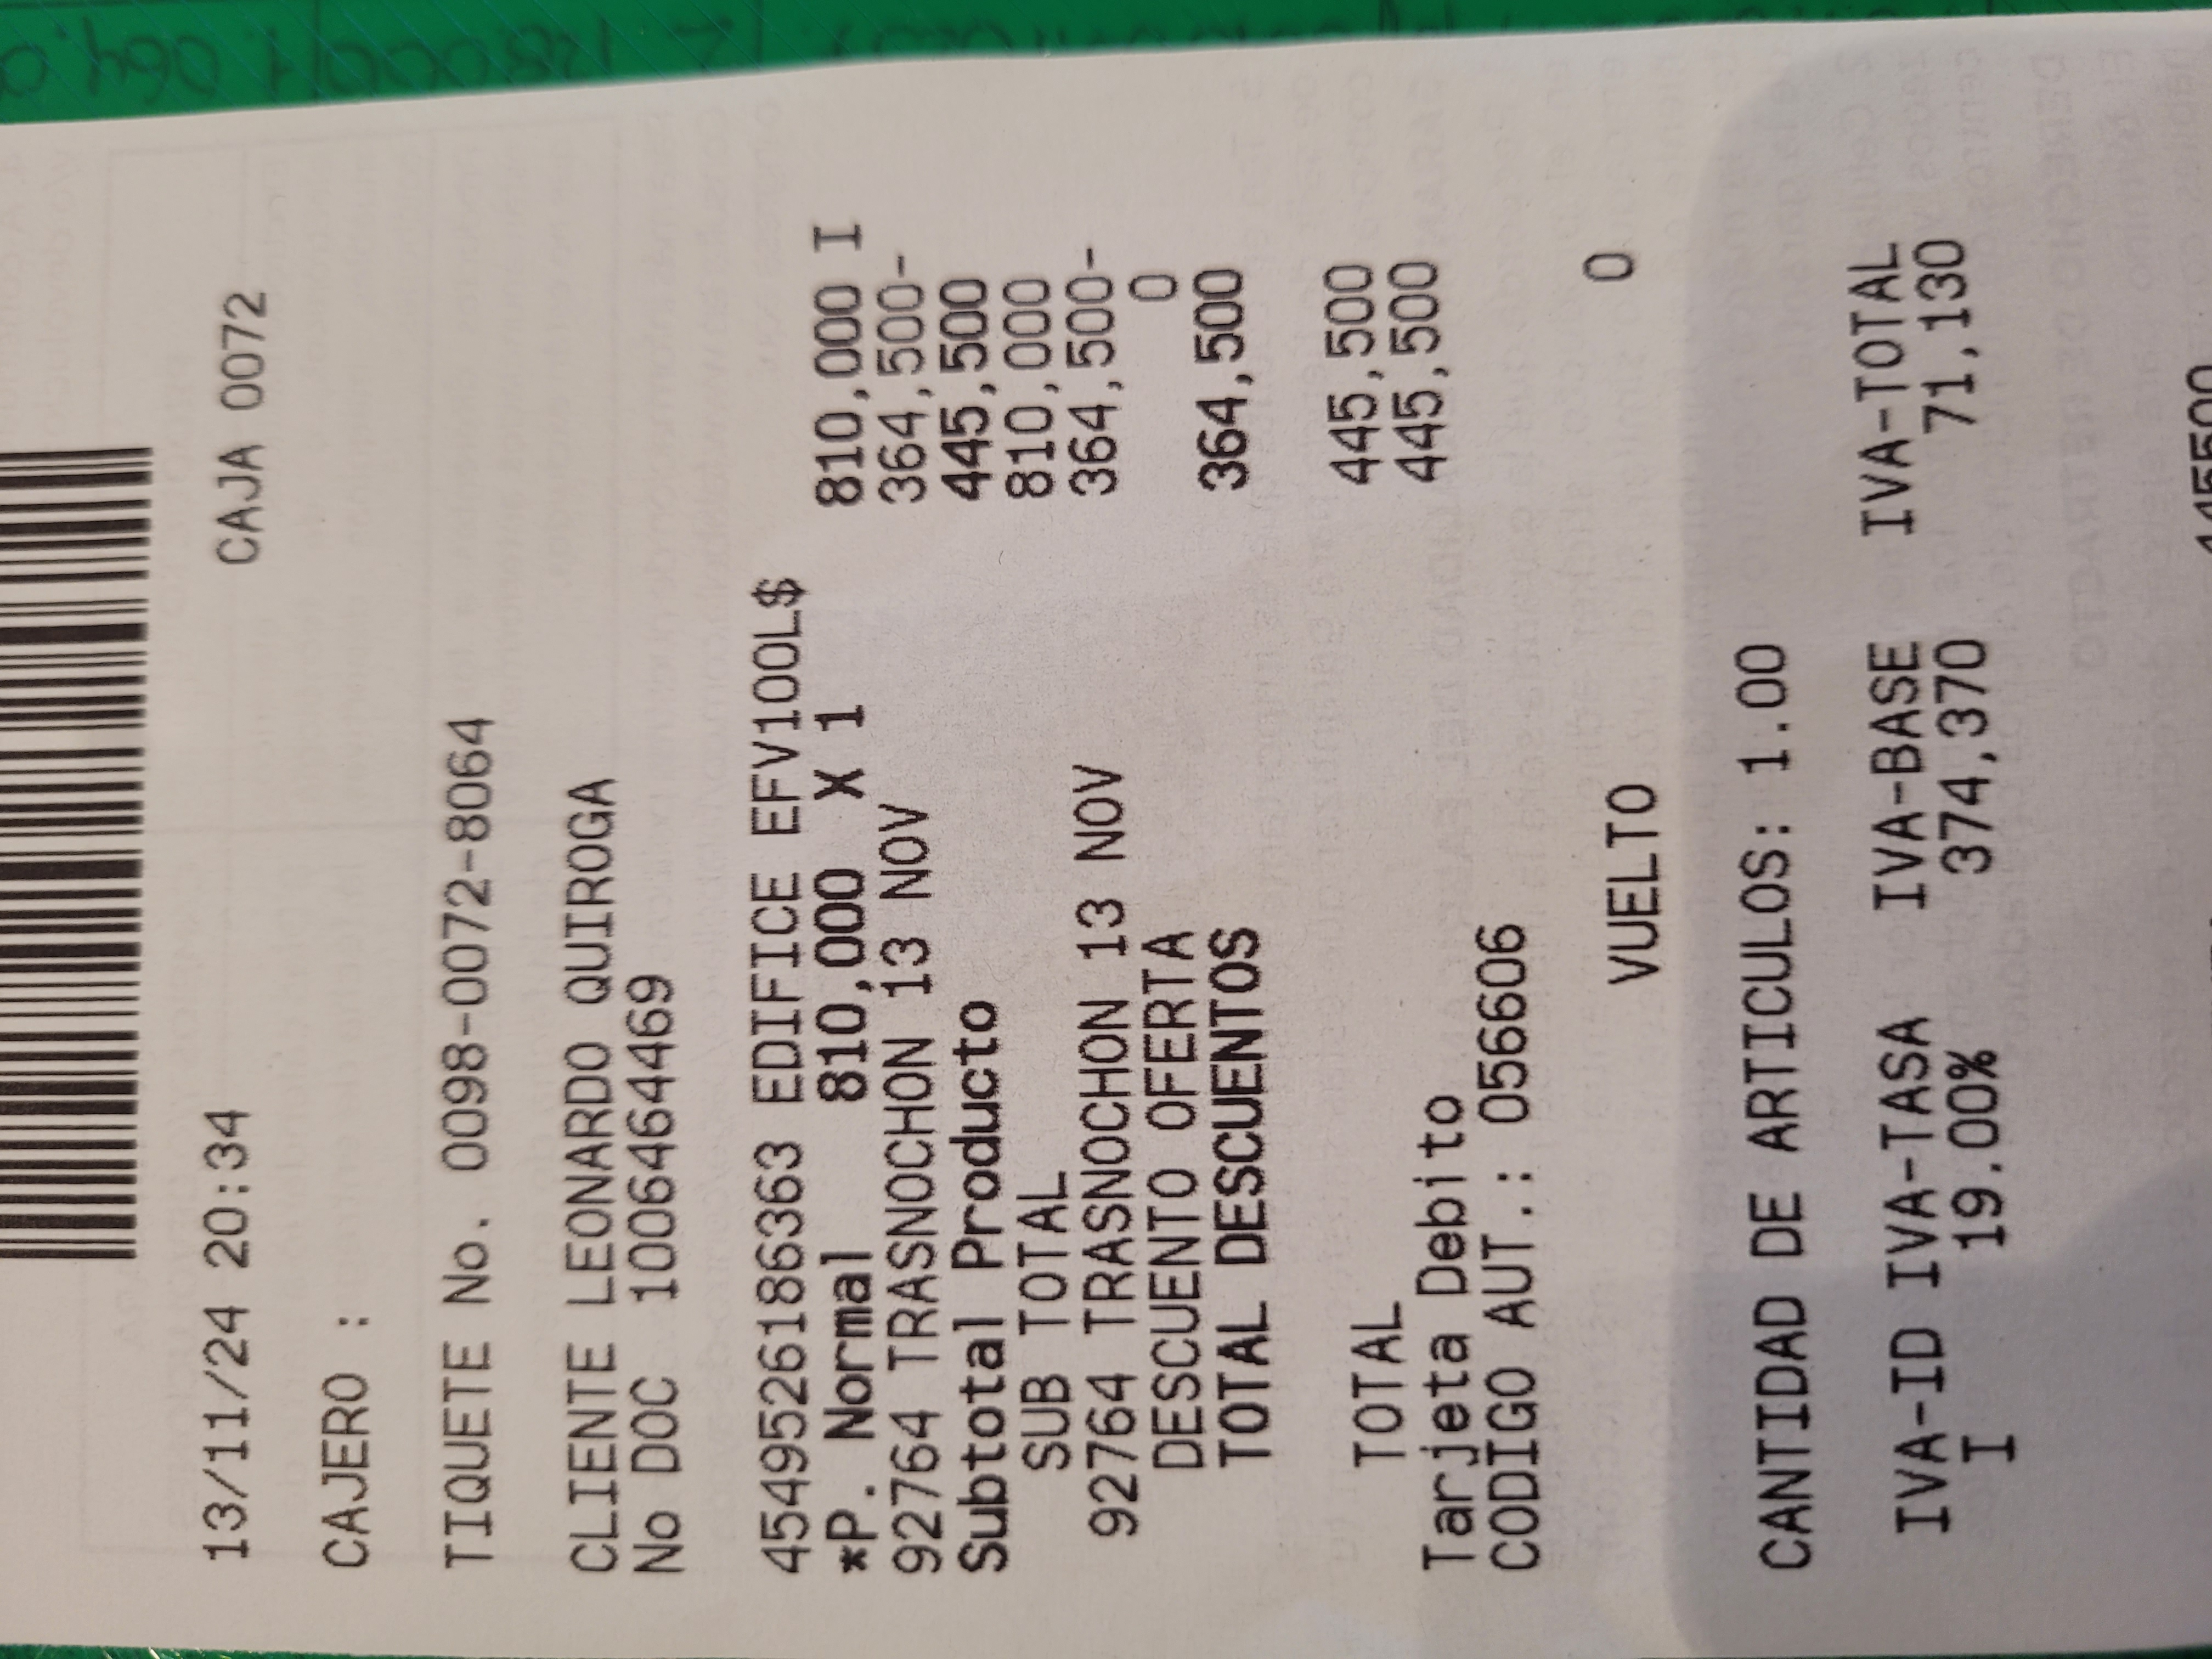 13/11/24 20:34 CAJA 0072
CAJERO :
TIQUETE No. 0098-0072-8064
CLIENTE LEONARDO QUIROGA
No DOC 1006464469
4549526186363 EDIFICE EFV100L$
*P. Normal 810,000 X 1 810,000 I
92764 TRASNOCHON 13 NOV 364,500-
Subtotal Producto 445,500
SUB TOTAL 810,000
92764 TRASNOCHON 13 NOV 364,500-
DESCUENTO OFERTA 0
TOTAL DESCUENTOS 364,500
TOTAL 445,500
Tarjeta Debito 445,500
CODIGO AUT.: 056606
VUELTO 0
CANTIDAD DE ARTICULOS: 1.00
IVA-ID IVA-TASA IVA-BASE IVA-TOTAL
I 19.00% 374,370 71,130